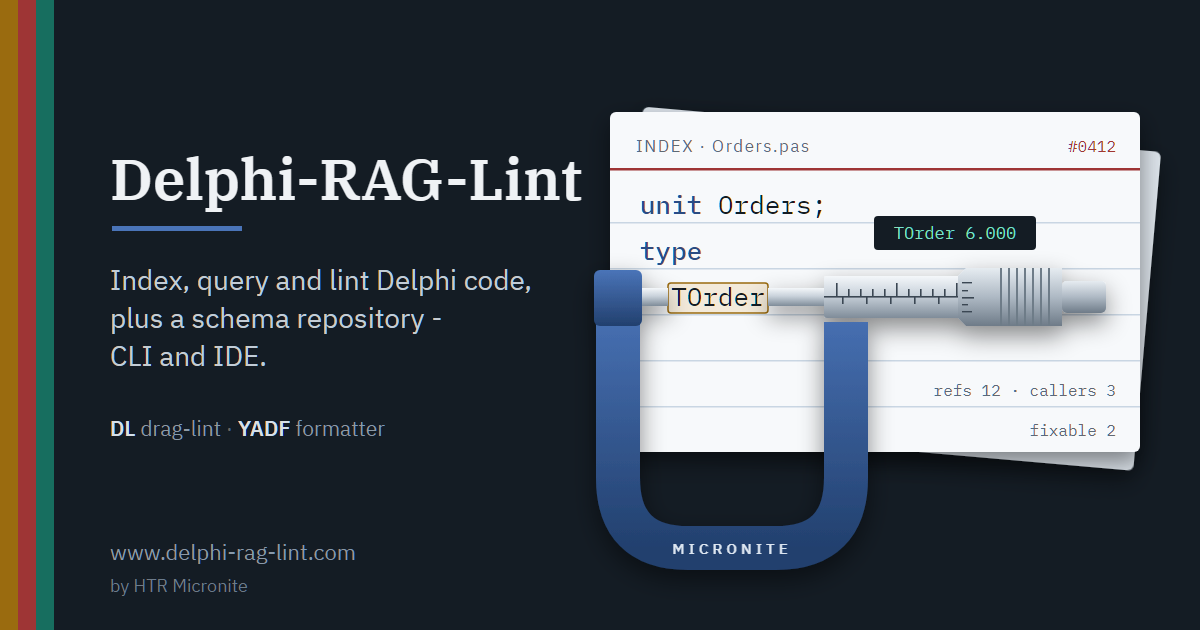 Delphi-RAG-Lint
Index, query and lint Delphi code,
plus a schema repository -
CLI and IDE.
DL drag-lint · YADF formatter
www.delphi-rag-lint.com
by HTR Micronite
INDEX · Orders.pas #0412
unit Orders;
TOrder 6.000
type
TOrder
refs 12 · callers 3
fixable 2
MICRONITE